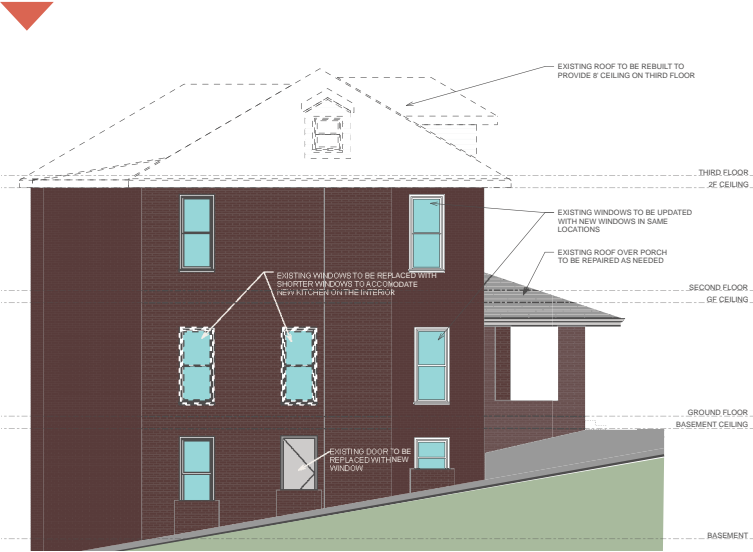 EXISTING ROOF TO BE REBUILT TO
PROVIDE 8' CEILING ON THIRD FLOOR
THIRD FLOOR
2F CEILING
EXISTING WINDOWS TO BE UPDATED
WITH NEW WINDOWS IN SAME
LOCATIONS
EXISTING ROOF OVER PORCH
TO BE REPAIRED AS NEEDED
EXISTING WINDOWS TO BE REPLACED WITH
SHORTER WINDOWS TO ACCOMODATE
NEW KITCHEN ON THE INTERIOR
SECOND FLOOR
GF CEILING
GROUND FLOOR
BASEMENT CEILING
EXISTING DOOR TO BE
REPLACED WITH NEW
WINDOW
BASEMENT